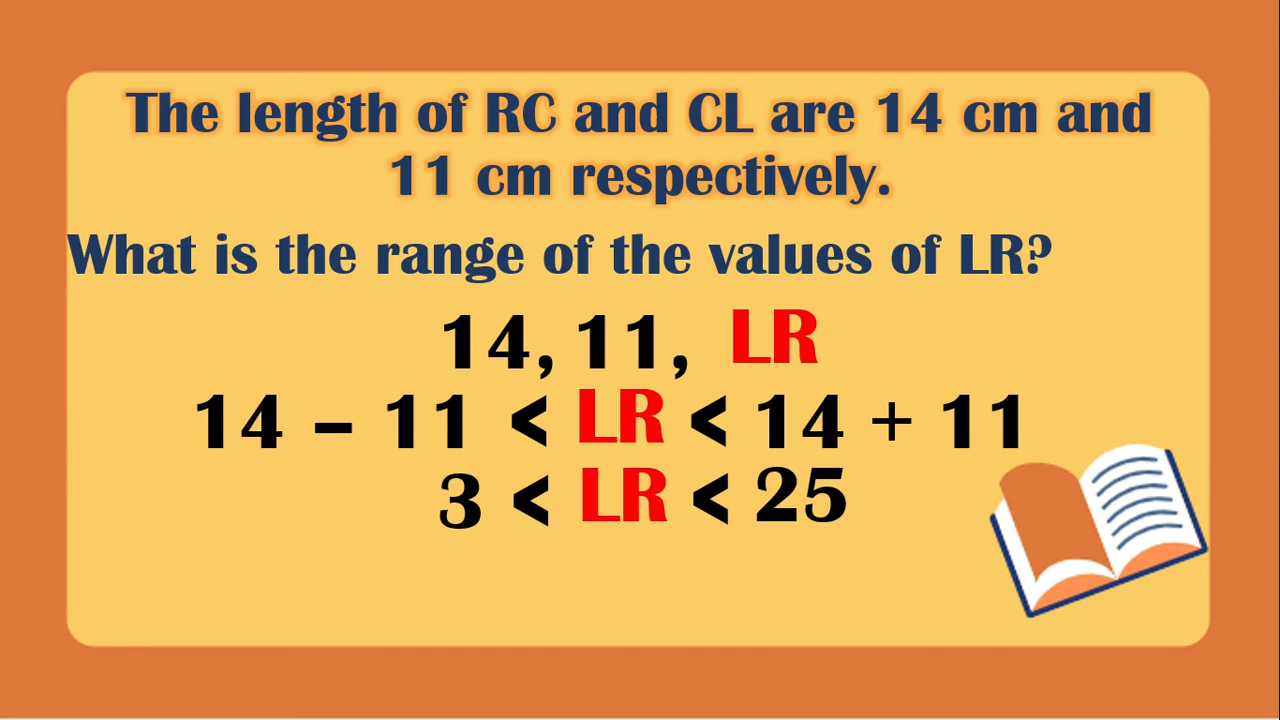 The length of RC and CL are 14 cm and
11 cm respectively.
What is the range of the values of LR?
14, 11, LR
14 – 11 < LR < 14 + 11
3 < LR < 25